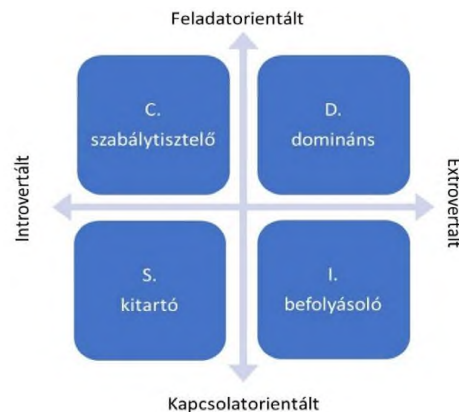 Feladatorientált
C.
szabálytisztelő
D.
domináns
Introvertált
Extrovertált
S.
kitartó
I.
befolyásoló
Kapcsolatorientált